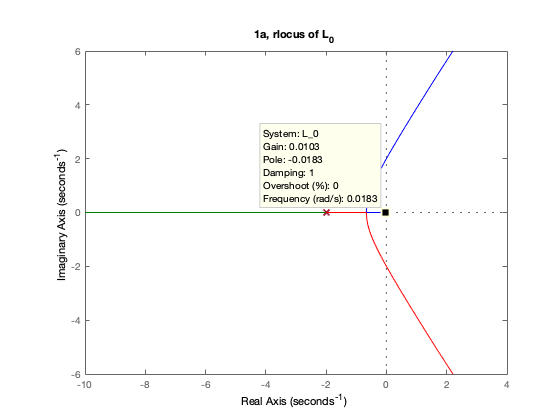 1a, rlocus of L0
6
4
2
0
-2
-4
-6
Imaginary Axis (seconds-1)
System: L_0
Gain: 0.0103
Pole: -0.0183
Damping: 1
Overshoot (%): 0
Frequency (rad/s): 0.0183
-10 -8 -6 -4 -2 0 2 4
Real Axis (seconds-1)